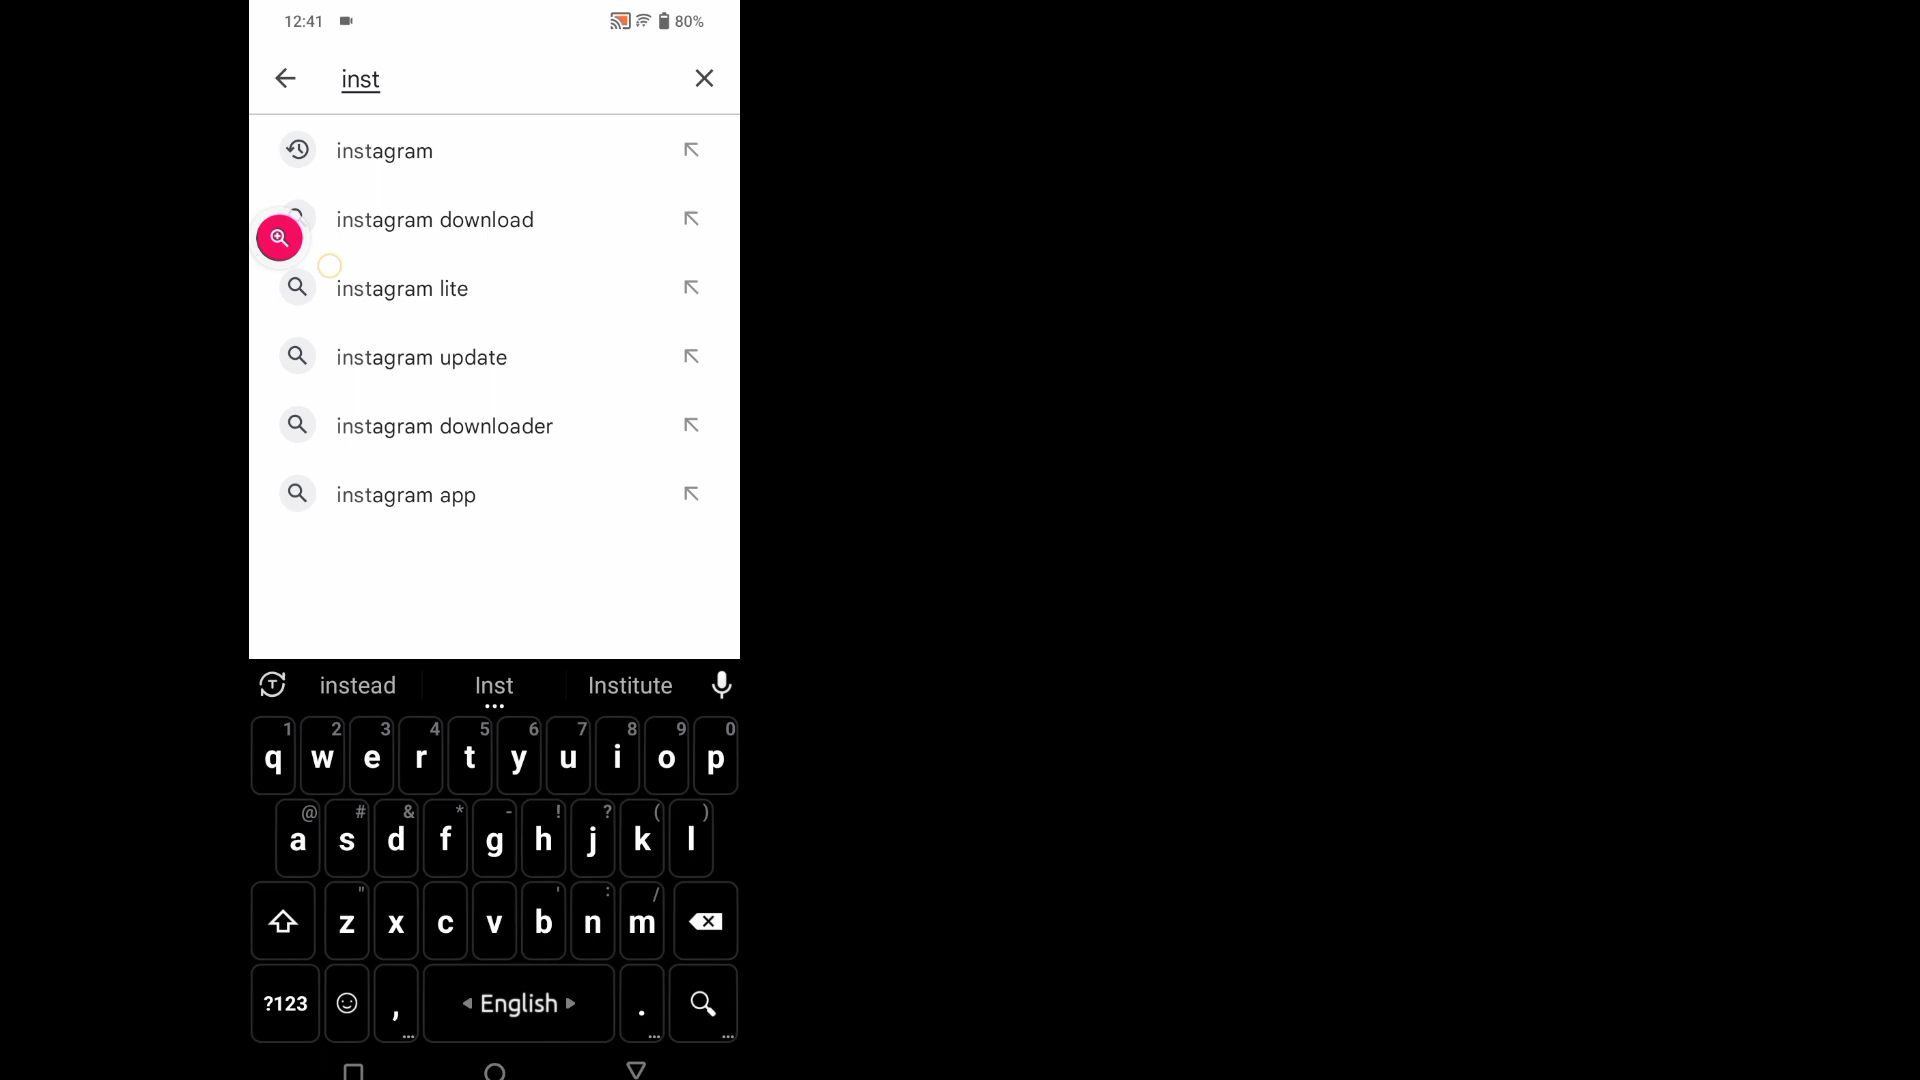 12:41 80%
inst
instagram
instagram download
instagram lite
instagram update
instagram downloader
instagram app
instead Inst Institute
1 2 3 4 5 6 7 8 9 0
q w e r t y u i o p
@ # & * - ! ? ( )
a s d f g h j k l
" ' : /
z x c v b n m
?123 , English .